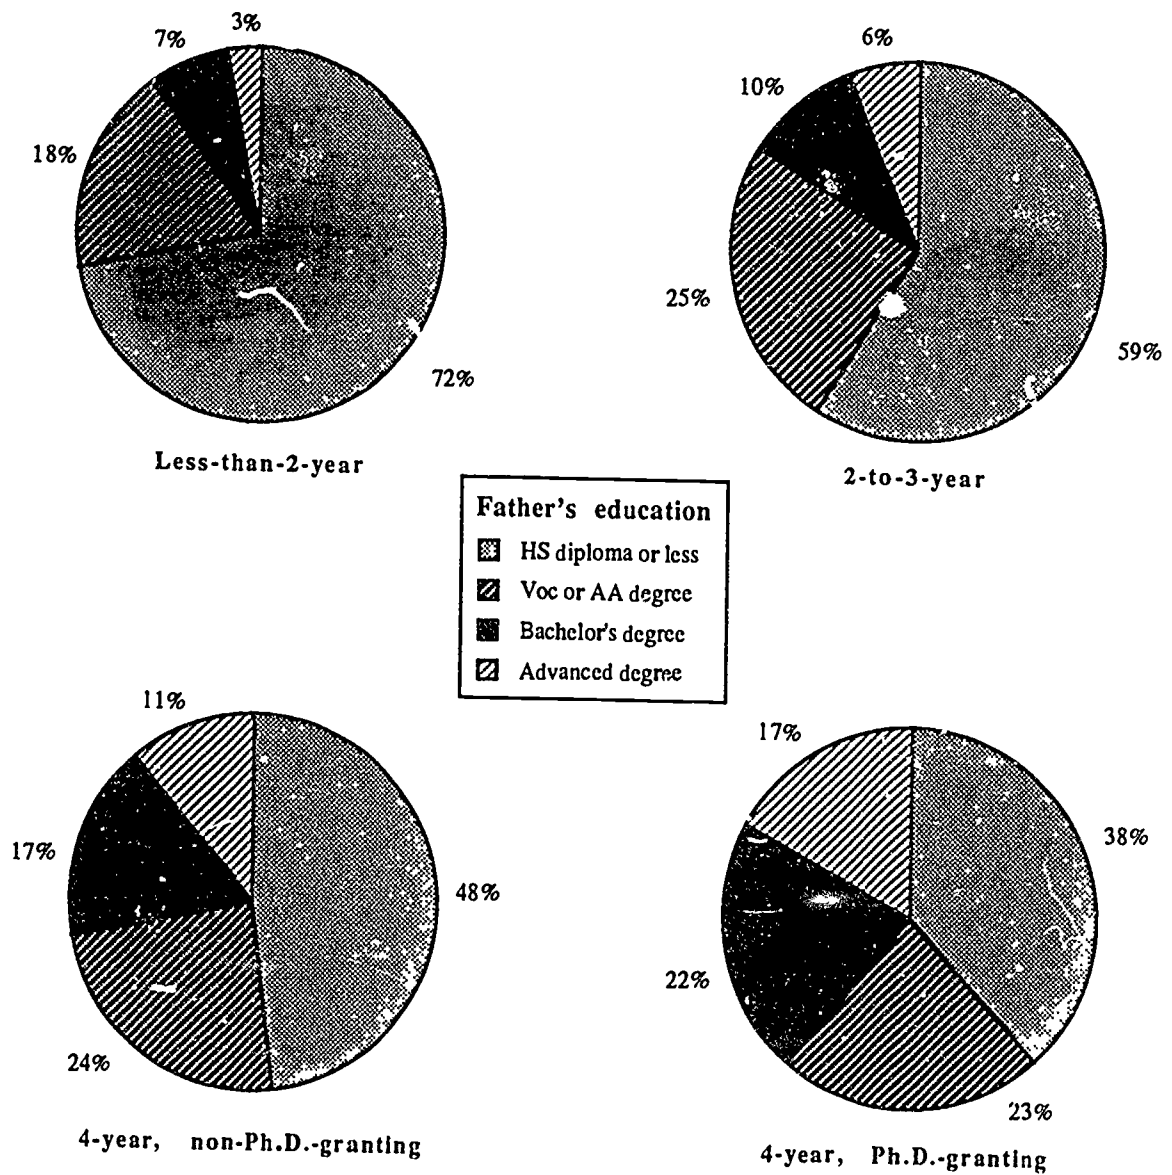 3%
7%
18%
72%
Less-than-2-year
6%
10%
25%
59%
2-to-3-year
Father's education
HS diploma or less
Voc or AA degree
Bachelor's degree
Advanced degree
11%
17%
48%
24%
4-year, non-Ph.D.-granting
17%
38%
22%
23%
4-year, Ph.D.-granting